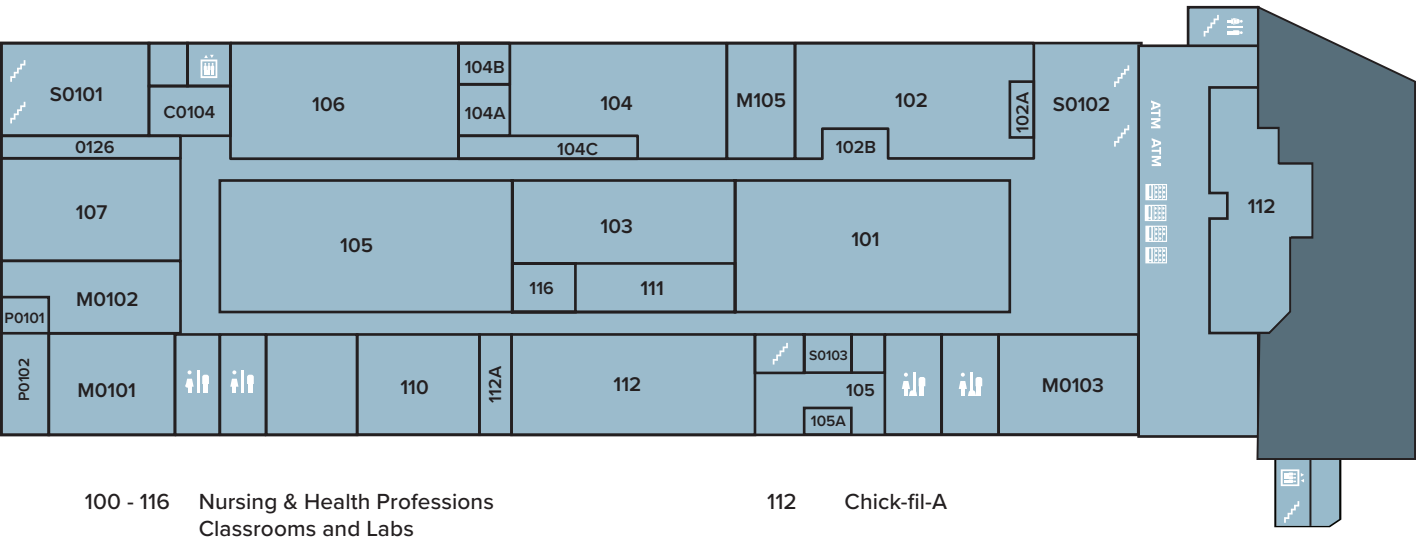 S0101
C0104
106
104B
104A
104
104C
M105
102
102A
102B
S0102
ATM ATM
0126
107
105
103
101
112
116
111
M0102
P0101
P0102
M0101
110
112A
112
S0103
105
105A
M0103
100 - 116 Nursing & Health Professions
Classrooms and Labs
112 Chick-fil-A